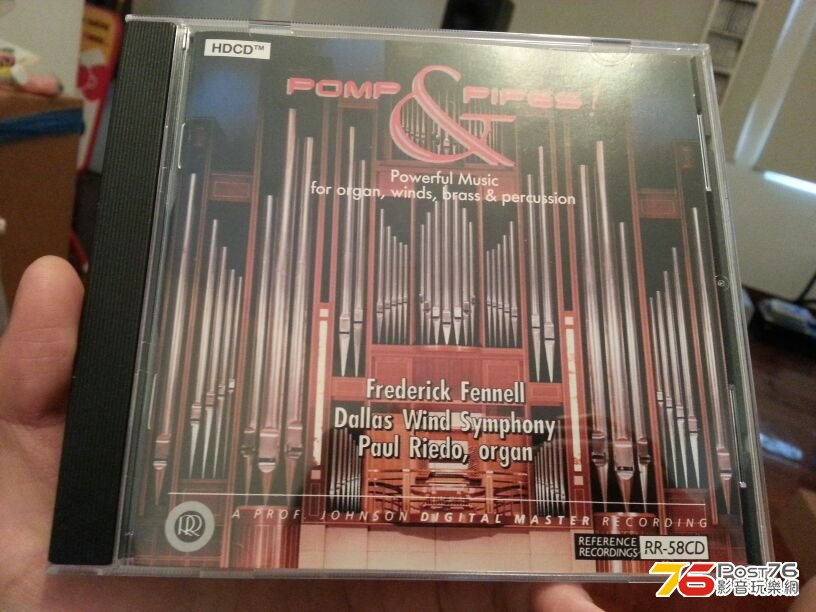 HDCD™
POMP & PIPES!
Powerful Music
for organ, winds, brass & percussion
Frederick Fennell
Dallas Wind Symphony
Paul Riedo, organ
RR
A PROF. JOHNSON DIGITAL MASTER RECORDING
REFERENCE
RECORDINGS®
RR-58CD
76 Post76
影音玩樂網